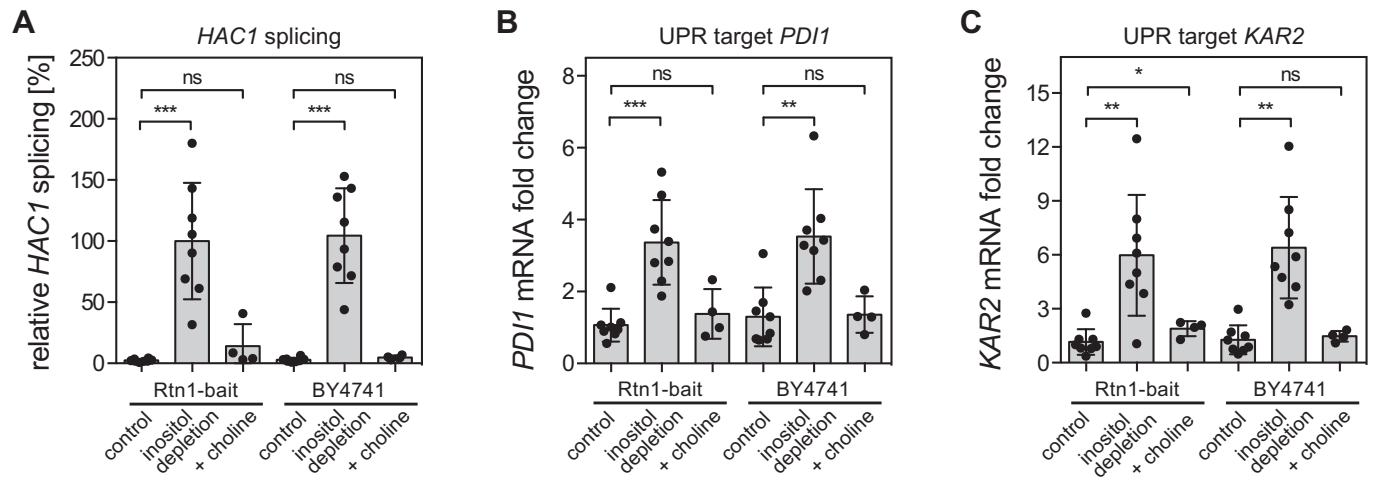 A
HAC1 splicing
relative HAC1 splicing [%]
250
200
150
100
50
0
ns
***
ns
***
Rtn1-bait
BY4741
control
inositol
depletion
+ choline
control
inositol
depletion
+ choline
B
UPR target PDI1
PDI1 mRNA fold change
8
6
4
2
0
ns
***
ns
**
Rtn1-bait
BY4741
control
inositol
depletion
+ choline
control
inositol
depletion
+ choline
C
UPR target KAR2
KAR2 mRNA fold change
15
12
9
6
3
0
*
**
ns
**
Rtn1-bait
BY4741
control
inositol
depletion
+ choline
control
inositol
depletion
+ choline